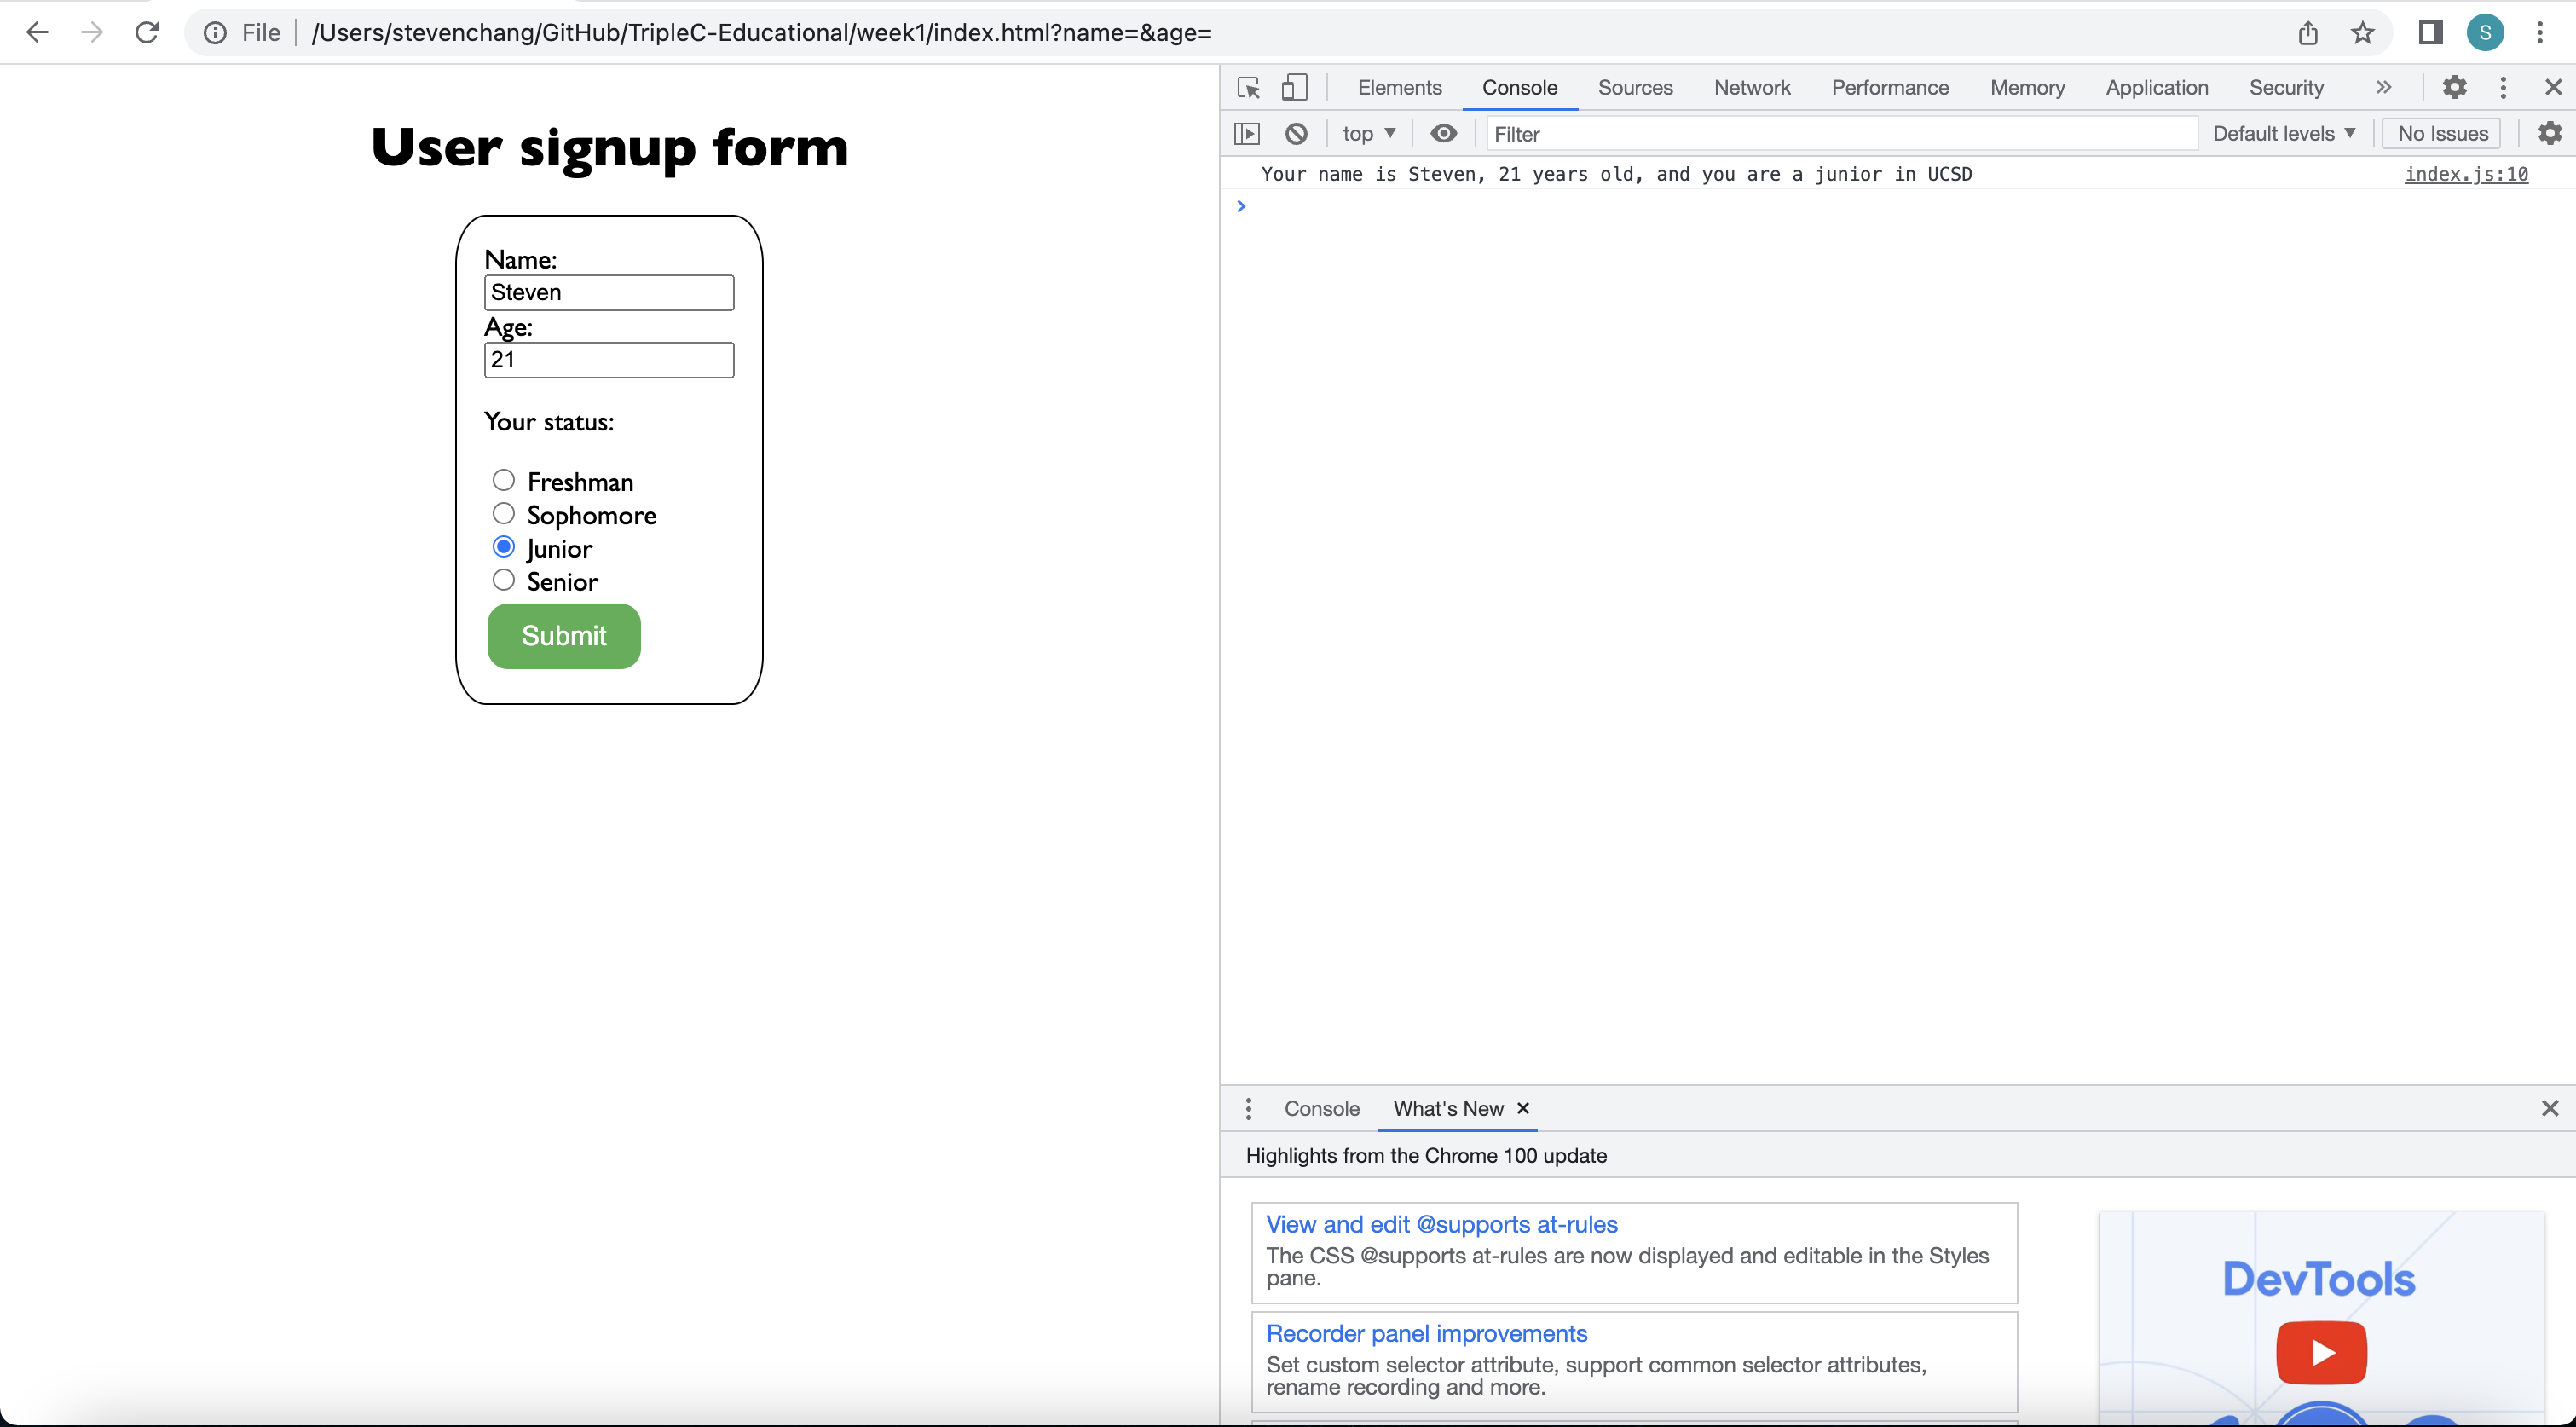 File /Users/stevenchang/GitHub/TripleC-Educational/week1/index.html?name=&age=
S
User signup form
Name:
Steven
Age:
21
Your status:
Freshman
Sophomore
Junior
Senior
Submit
Elements Console Sources Network Performance Memory Application Security
top Filter Default levels No Issues
Your name is Steven, 21 years old, and you are a junior in UCSD index.js:10
Console What's New
Highlights from the Chrome 100 update
View and edit @supports at-rules
The CSS @supports at-rules are now displayed and editable in the Styles
pane.
Recorder panel improvements
Set custom selector attribute, support common selector attributes,
rename recording and more.
DevTools